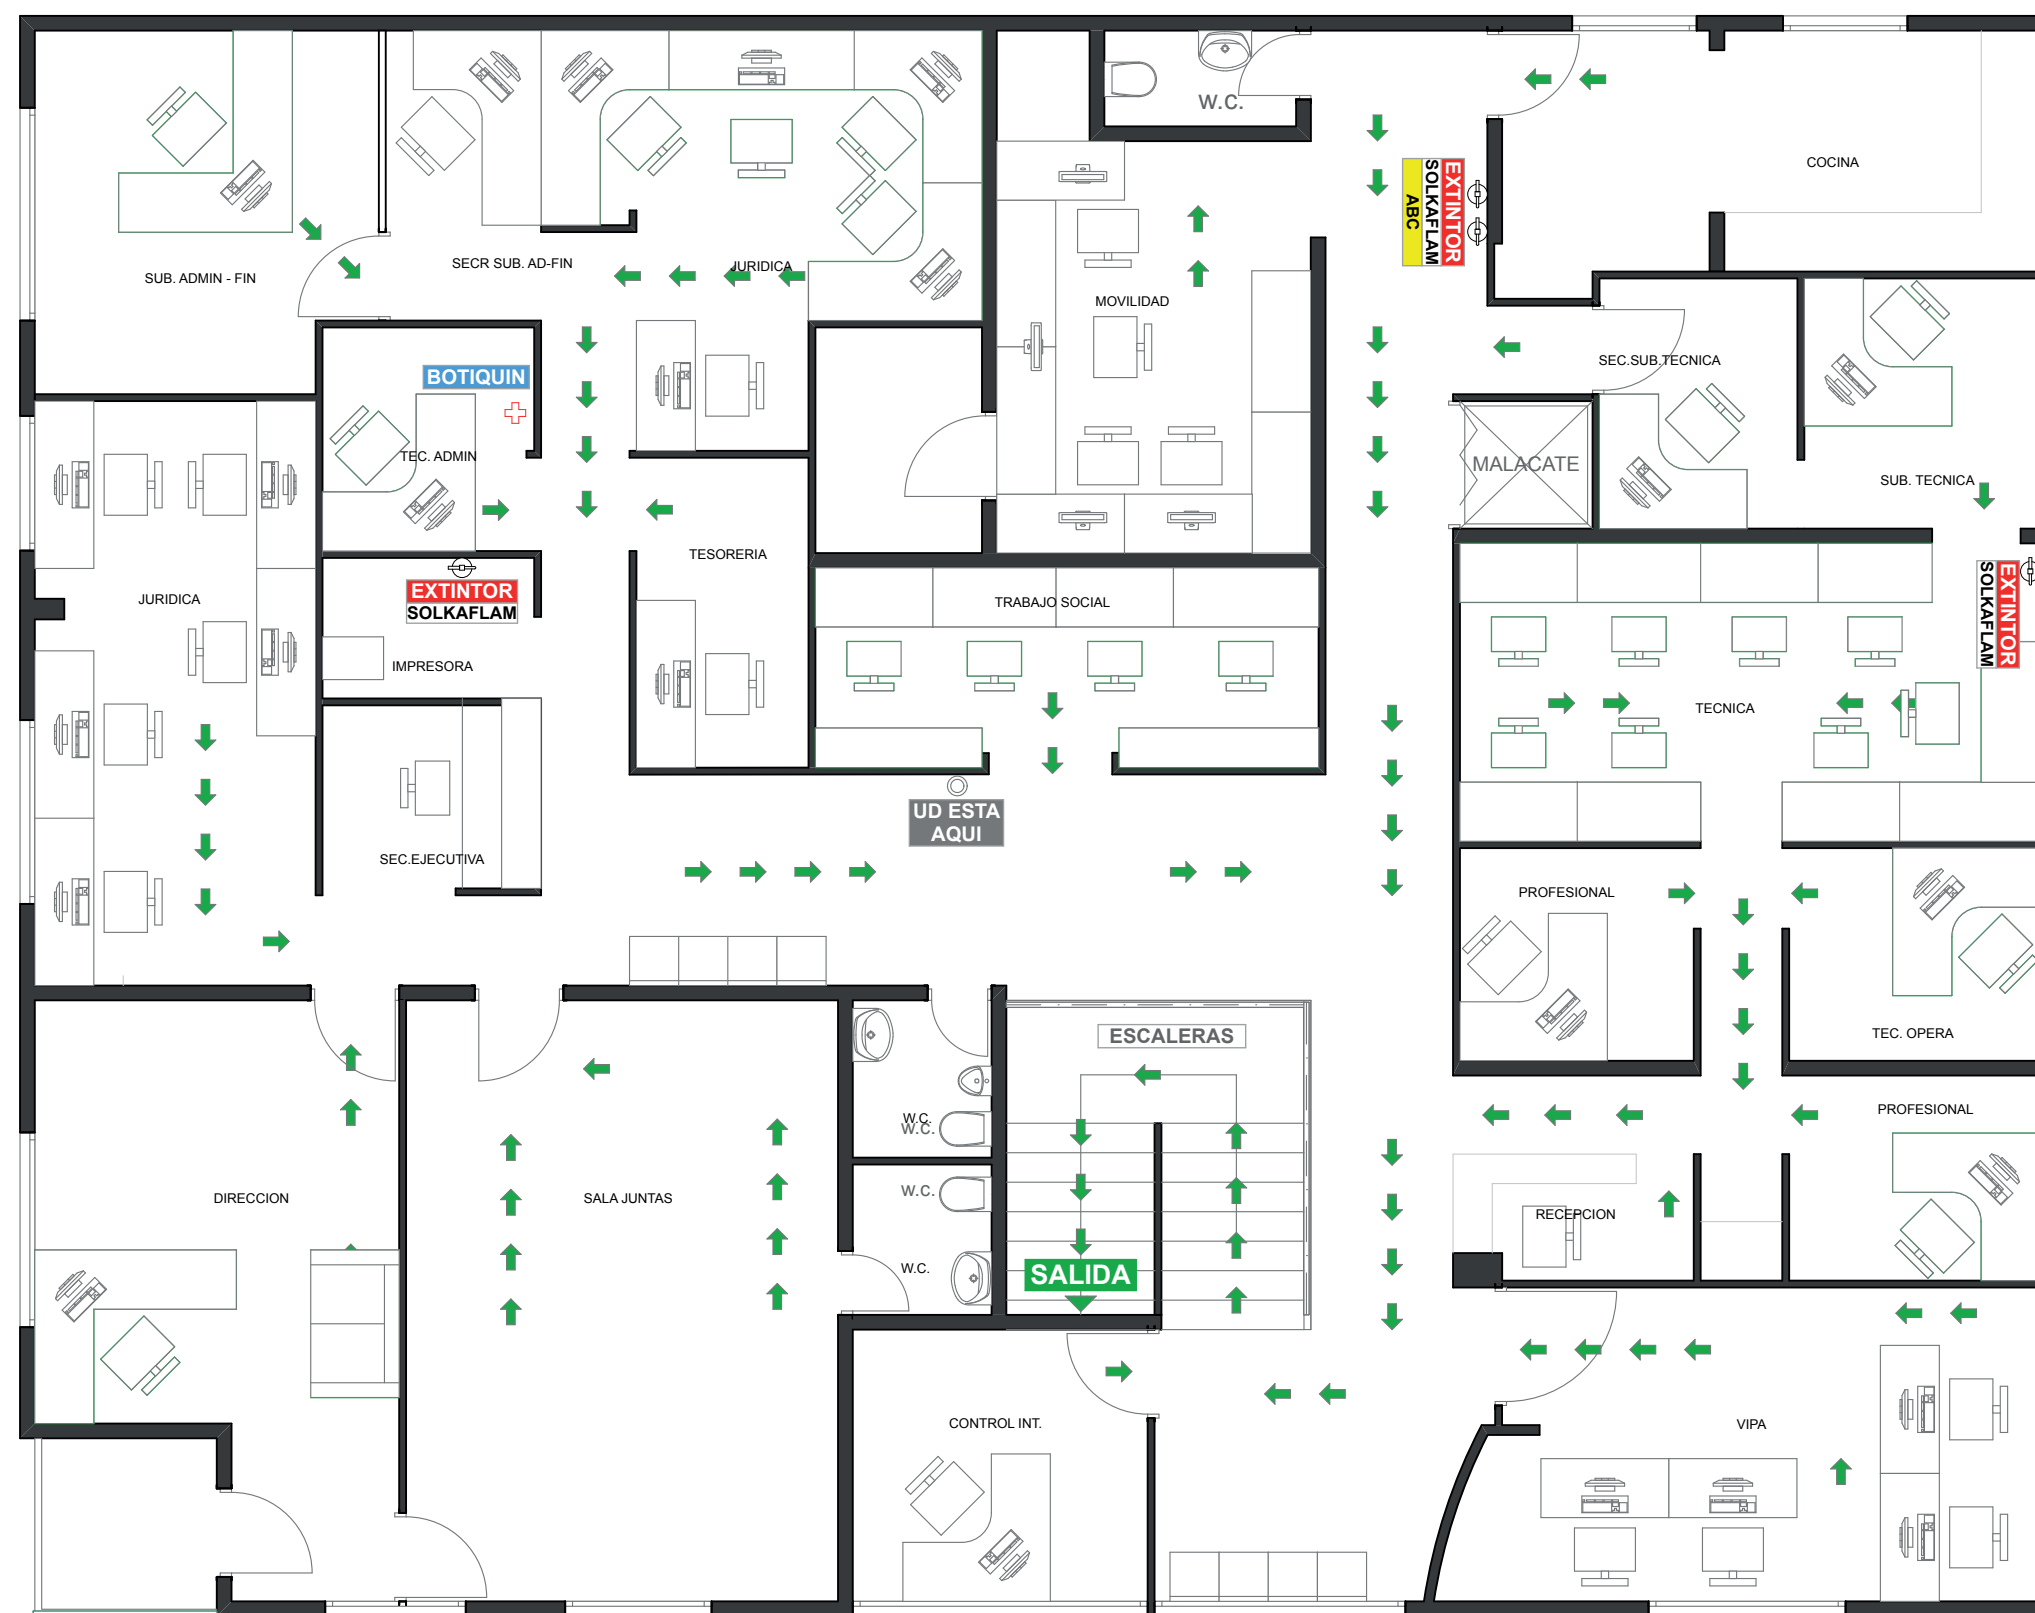 W.C.
COCINA
EXTINTOR
SOLKAFLAM
ABC
SUB. ADMIN - FIN
SECR SUB. AD-FIN
JURIDICA
MOVILIDAD
SEC.SUB.TECNICA
BOTIQUIN
TEC. ADMIN
MALACATE
SUB. TECNICA
TESORERIA
EXTINTOR
SOLKAFLAM
JURIDICA
TRABAJO SOCIAL
EXTINTOR
SOLKAFLAM
IMPRESORA
TECNICA
UD ESTA
AQUI
SEC.EJECUTIVA
PROFESIONAL
ESCALERAS
TEC. OPERA
W.C.
W.C.
PROFESIONAL
DIRECCION
SALA JUNTAS
W.C.
RECEPCION
W.C.
SALIDA
CONTROL INT.
VIPA